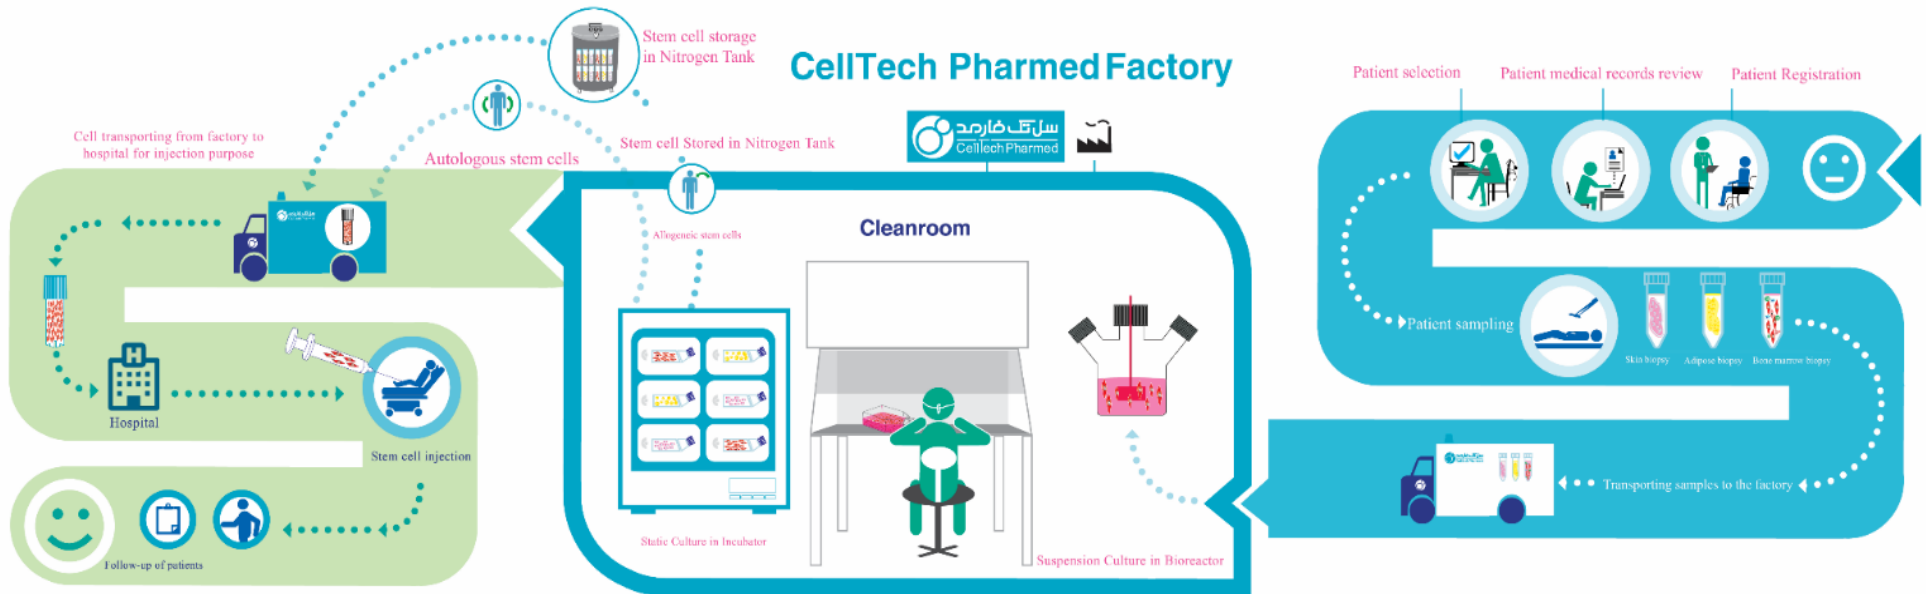 Stem cell storage
in Nitrogen Tank
CellTech Pharmed Factory
Patient selection
Patient medical records review
Patient Registration
Cell transporting from factory to
hospital for injection purpose
Autologous stem cells
Stem cell Stored in Nitrogen Tank
سل‌تک فارمد
CellTech Pharmed
Cleanroom
Allogeneic stem cells
Patient sampling
Skin biopsy
Adipose biopsy
Bone marrow biopsy
H
Hospital
Stem cell injection
Transporting samples to the factory
Static Culture in Incubator
Suspension Culture in Bioreactor
Follow-up of patients